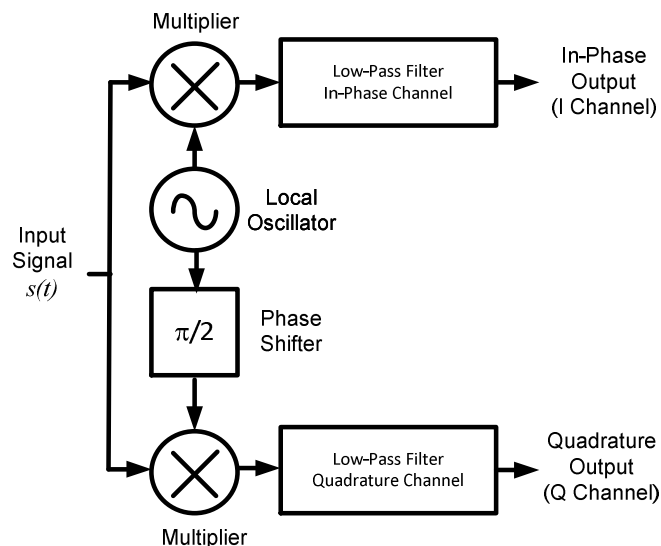 Multiplier
Low-Pass Filter
In-Phase Channel
In-Phase
Output
(I Channel)
Local
Oscillator
Input
Signal
s(t)
π/2
Phase
Shifter
Low-Pass Filter
Quadrature Channel
Quadrature
Output
(Q Channel)
Multiplier